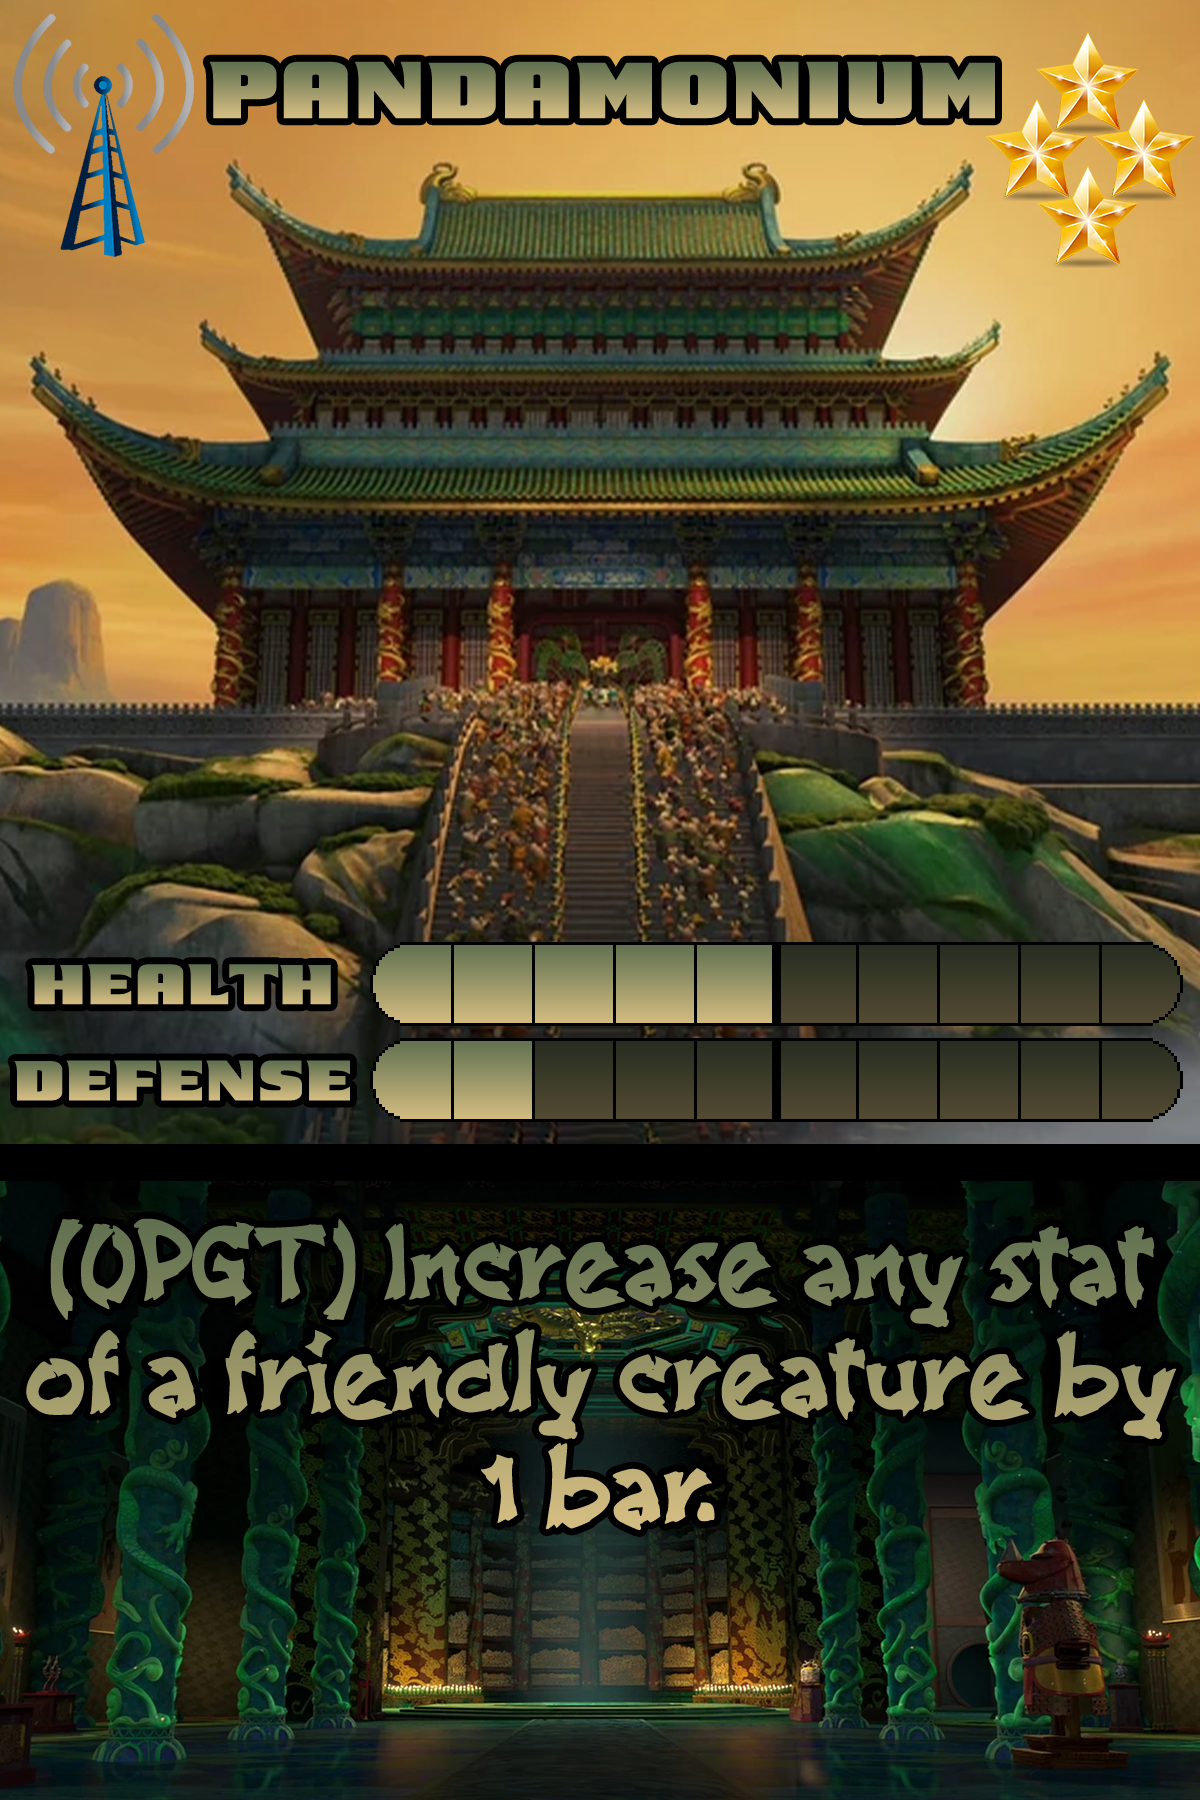 PANDAMONIUM
HEALTH
DEFENSE
(OPGT) Increase any stat
of a friendly creature by
1 bar.